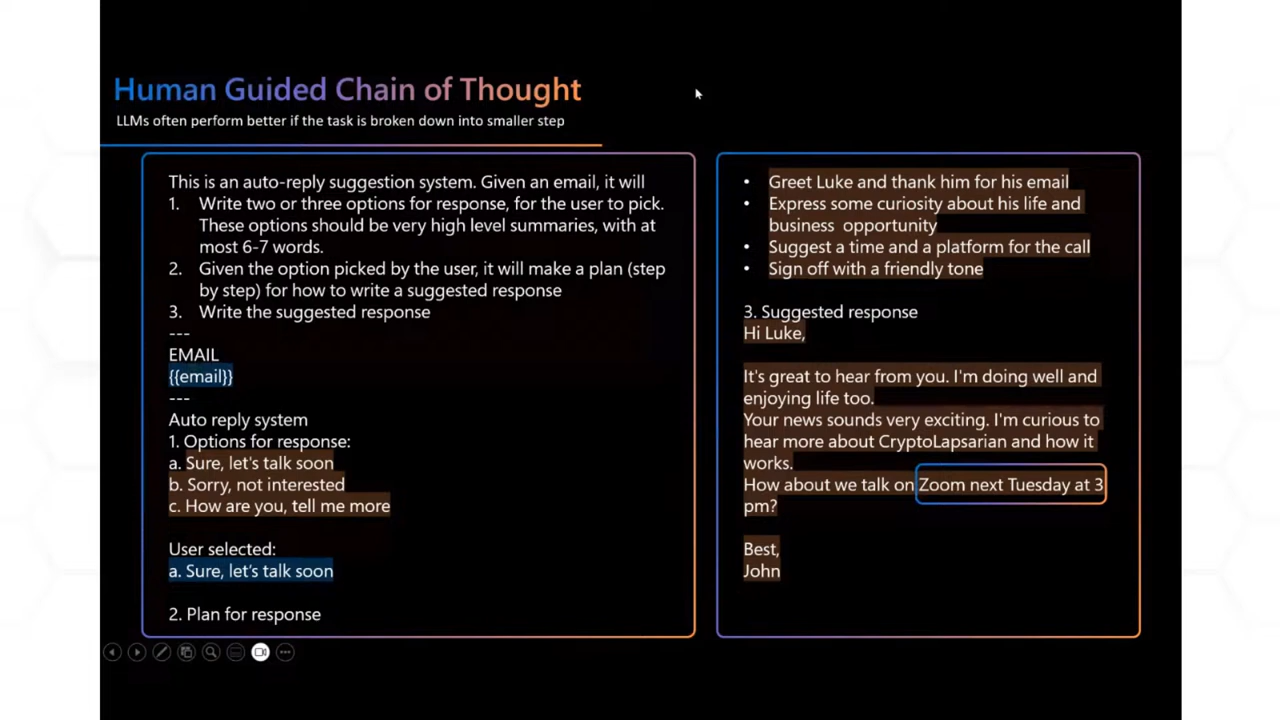 Human Guided Chain of Thought
LLMs often perform better if the task is broken down into smaller step
This is an auto-reply suggestion system. Given an email, it will
1. Write two or three options for response, for the user to pick.
These options should be very high level summaries, with at
most 6-7 words.
2. Given the option picked by the user, it will make a plan (step
by step) for how to write a suggested response
3. Write the suggested response
---
EMAIL
{{email}}
---
Auto reply system
1. Options for response:
a. Sure, let's talk soon
b. Sorry, not interested
c. How are you, tell me more
User selected:
a. Sure, let's talk soon
2. Plan for response
• Greet Luke and thank him for his email
• Express some curiosity about his life and
business opportunity
• Suggest a time and a platform for the call
• Sign off with a friendly tone
3. Suggested response
Hi Luke,
It's great to hear from you. I'm doing well and
enjoying life too.
Your news sounds very exciting. I'm curious to
hear more about CryptoLapsarian and how it
works.
How about we talk on Zoom next Tuesday at 3
pm?
Best,
John